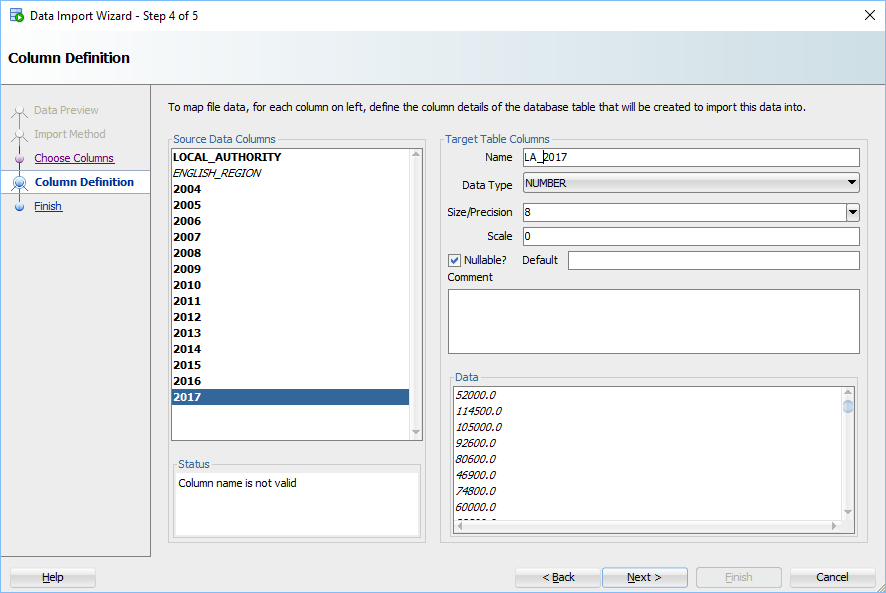 Data Import Wizard - Step 4 of 5
Column Definition
Data Preview
Import Method
Choose Columns
Column Definition
Finish
To map file data, for each column on left, define the column details of the database table that will be created to import this data into.
Source Data Columns
LOCAL_AUTHORITY
ENGLISH_REGION
2004
2005
2006
2007
2008
2009
2010
2011
2012
2013
2014
2015
2016
2017
Status
Column name is not valid
Target Table Columns
Name LA_2017
Data Type NUMBER
Size/Precision 8
Scale 0
Nullable? Default
Comment
Data
52000.0
114500.0
105000.0
92600.0
80600.0
46900.0
74800.0
60000.0
Help
< Back
Next >
Finish
Cancel